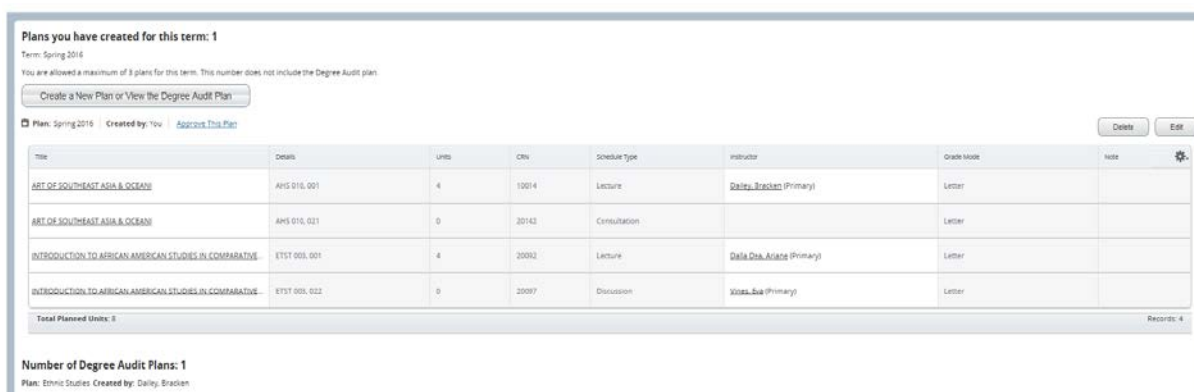 Plans you have created for this term: 1
Term: Spring 2016
You are allowed a maximum of 3 plans for this term. This number does not include the Degree Audit plan.
Create a New Plan or View the Degree Audit Plan
Plan: Spring 2016 Created by: You Approve This Plan Delete Edit
Title Details Units CRN Schedule Type Instructor Grade Mode Note
ART OF SOUTHEAST ASIA & OCEANI AHS 010, 001 4 10014 Lecture Dailey, Bracken (Primary) Letter
ART OF SOUTHEAST ASIA & OCEANI AHS 010, 021 0 20142 Consultation Letter
INTRODUCTION TO AFRICAN AMERICAN STUDIES IN COMPARATIVE... ETST 003, 001 4 20092 Lecture Dalla Dea, Ariane (Primary) Letter
INTRODUCTION TO AFRICAN AMERICAN STUDIES IN COMPARATIVE... ETST 003, 022 0 20097 Discussion Vines, Eva (Primary) Letter
Total Planned Units: 8 Records: 4
Number of Degree Audit Plans: 1
Plan: Ethnic Studies Created by: Dailey, Bracken